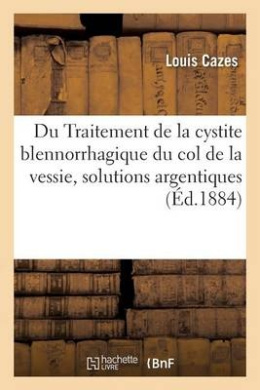 Louis Cazes
Du Traitement de la cystite
blennorrhagique du col de la
vessie, solutions argentiques
(Éd.1884)
hachette
LIVRE
{BnF